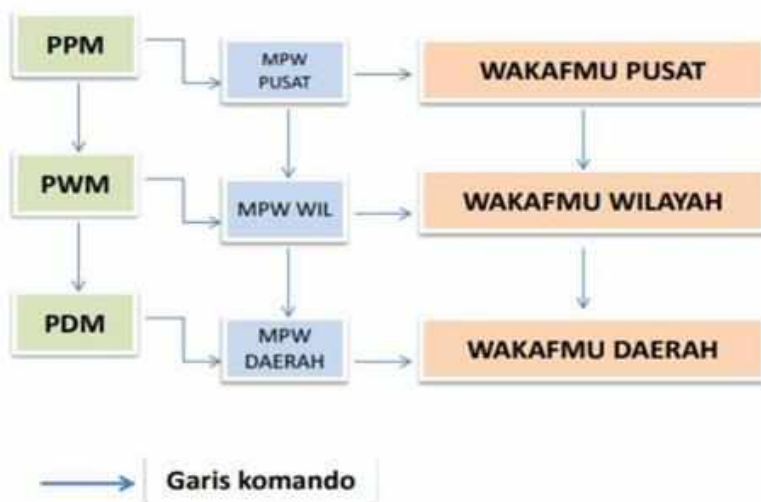 PPM
MPW
PUSAT
WAKAFMU PUSAT
PWM
MPW WIL
WAKAFMU WILAYAH
PDM
MPW
DAERAH
WAKAFMU DAERAH
Garis komando